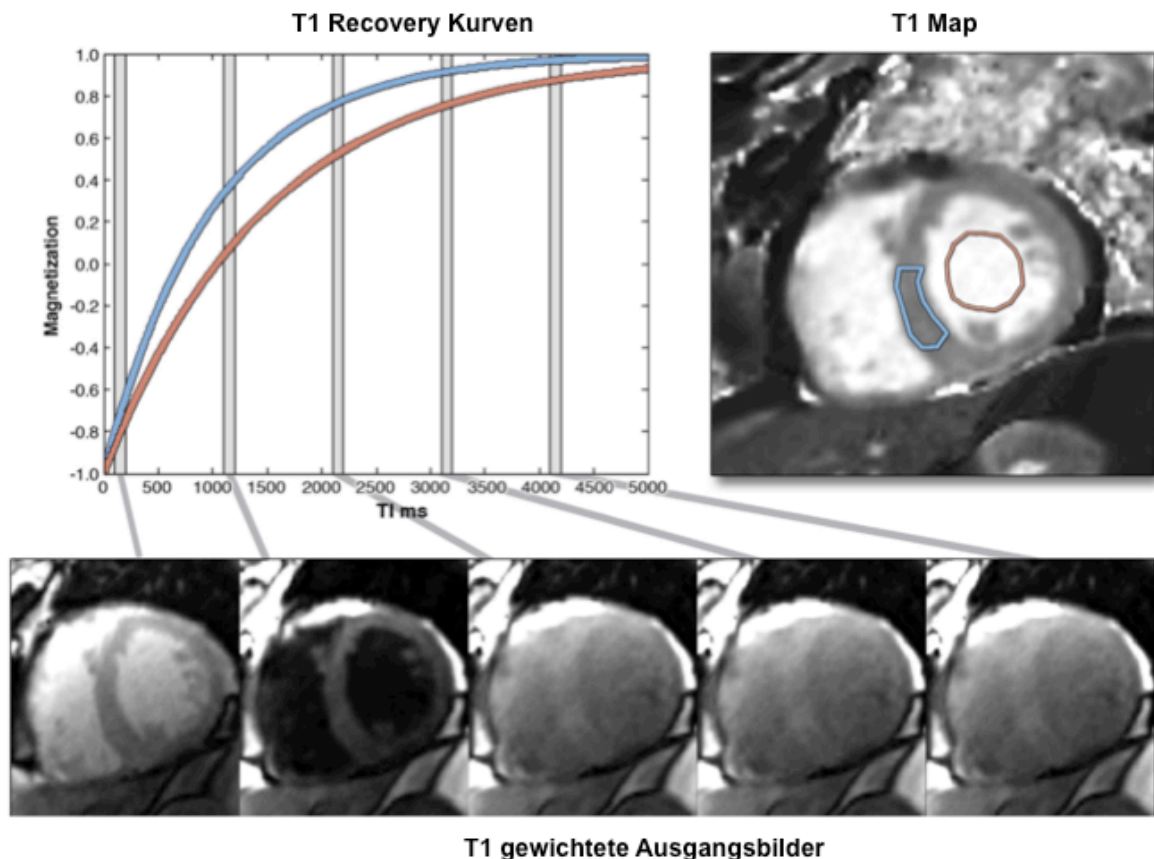 T1 Recovery Kurven
T1 Map
1.0
0.8
0.6
0.4
0.2
0.0
-0.2
-0.4
-0.6
-0.8
-1.0
Magnetization
0 500 1000 1500 2000 2500 3000 3500 4000 4500 5000
TI ms
T1 gewichtete Ausgangsbilder